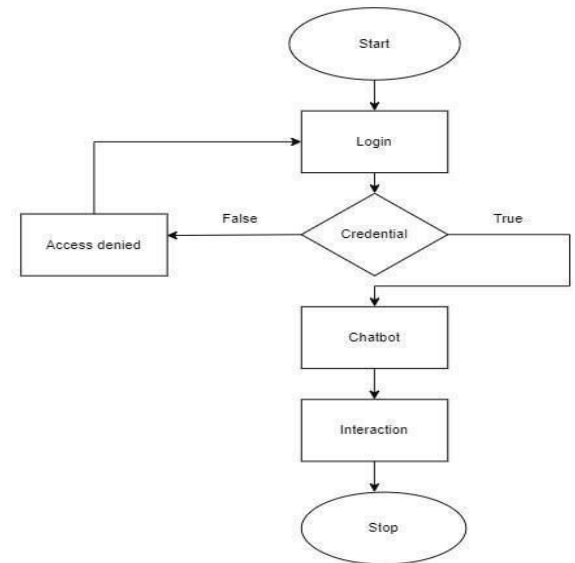 Start
Login
False
True
Credential
Access denied
Chatbot
Interaction
Stop